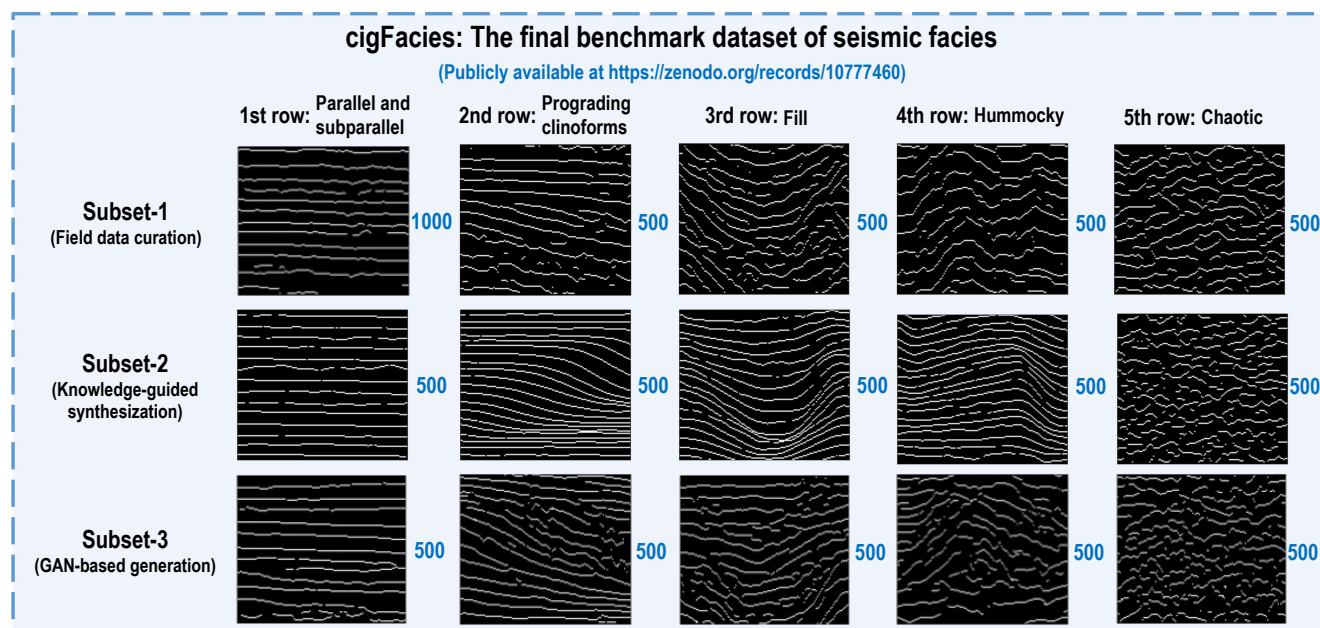 cigFacies: The final benchmark dataset of seismic facies
(Publicly available at https://zenodo.org/records/10777460)
1st row: Parallel and subparallel
2nd row: Prograding clinoforms
3rd row: Fill
4th row: Hummocky
5th row: Chaotic
Subset-1
(Field data curation)
1000
500
500
500
500
Subset-2
(Knowledge-guided
synthesization)
500
500
500
500
500
Subset-3
(GAN-based generation)
500
500
500
500
500